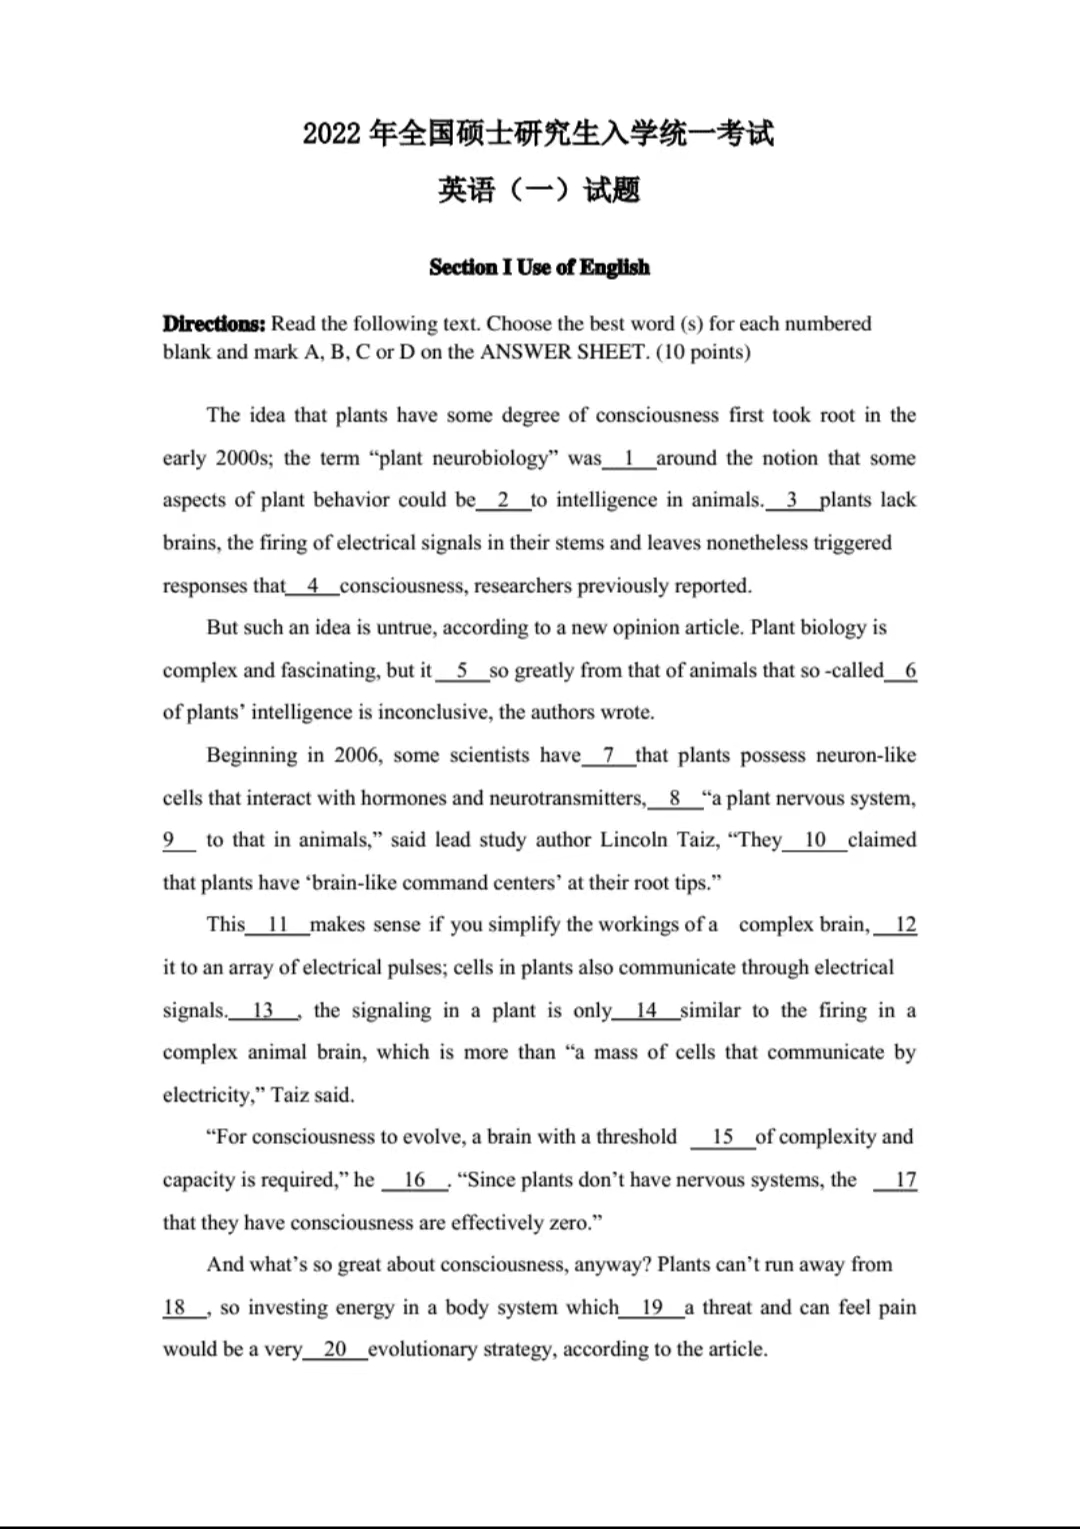 2022 年全国硕士研究生入学统一考试
英语（一）试题
Section I Use of English
Directions: Read the following text. Choose the best word (s) for each numbered
blank and mark A, B, C or D on the ANSWER SHEET. (10 points)
The idea that plants have some degree of consciousness first took root in the
early 2000s; the term “plant neurobiology” was__1__around the notion that some
aspects of plant behavior could be__2__to intelligence in animals.__3__plants lack
brains, the firing of electrical signals in their stems and leaves nonetheless triggered
responses that__4__consciousness, researchers previously reported.
But such an idea is untrue, according to a new opinion article. Plant biology is
complex and fascinating, but it__5__so greatly from that of animals that so -called__6
of plants’ intelligence is inconclusive, the authors wrote.
Beginning in 2006, some scientists have__7__that plants possess neuron-like
cells that interact with hormones and neurotransmitters,__8__“a plant nervous system,
9__ to that in animals,” said lead study author Lincoln Taiz, “They__10__claimed
that plants have ‘brain-like command centers’ at their root tips.”
This__11__makes sense if you simplify the workings of a complex brain,__12
it to an array of electrical pulses; cells in plants also communicate through electrical
signals.__13__, the signaling in a plant is only__14__similar to the firing in a
complex animal brain, which is more than “a mass of cells that communicate by
electricity,” Taiz said.
“For consciousness to evolve, a brain with a threshold __15__of complexity and
capacity is required,” he __16__. “Since plants don’t have nervous systems, the __17
that they have consciousness are effectively zero.”
And what’s so great about consciousness, anyway? Plants can’t run away from
18__, so investing energy in a body system which__19__a threat and can feel pain
would be a very__20__evolutionary strategy, according to the article.